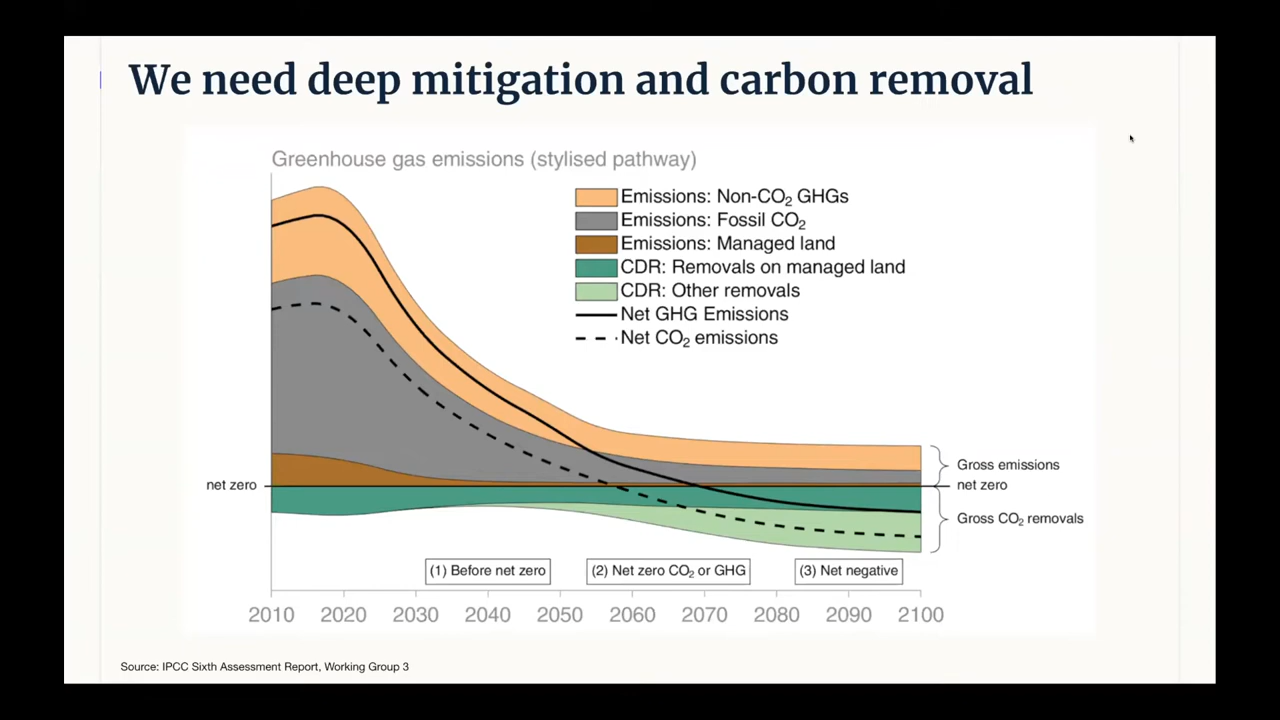 We need deep mitigation and carbon removal
Greenhouse gas emissions (stylised pathway)
Emissions: Non-CO₂ GHGs
Emissions: Fossil CO₂
Emissions: Managed land
CDR: Removals on managed land
CDR: Other removals
Net GHG Emissions
Net CO₂ emissions
Gross emissions
net zero
net zero
Gross CO₂ removals
(1) Before net zero
(2) Net zero CO₂ or GHG
(3) Net negative
2010 2020 2030 2040 2050 2060 2070 2080 2090 2100
Source: IPCC Sixth Assessment Report, Working Group 3